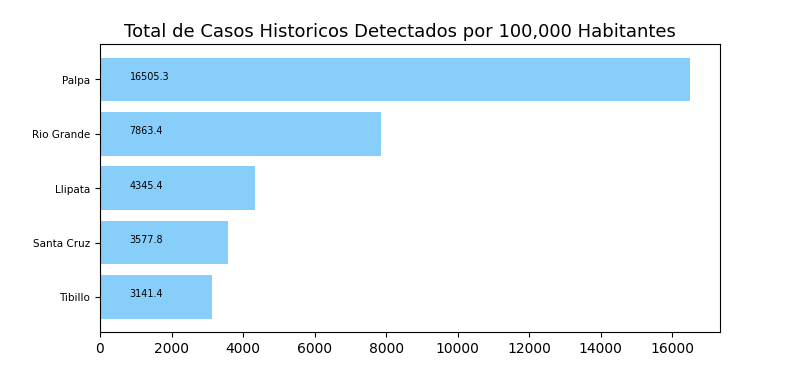 Total de Casos Historicos Detectados por 100,000 Habitantes
Palpa 16505.3
Rio Grande 7863.4
Llipata 4345.4
Santa Cruz 3577.8
Tibillo 3141.4
0 2000 4000 6000 8000 10000 12000 14000 16000